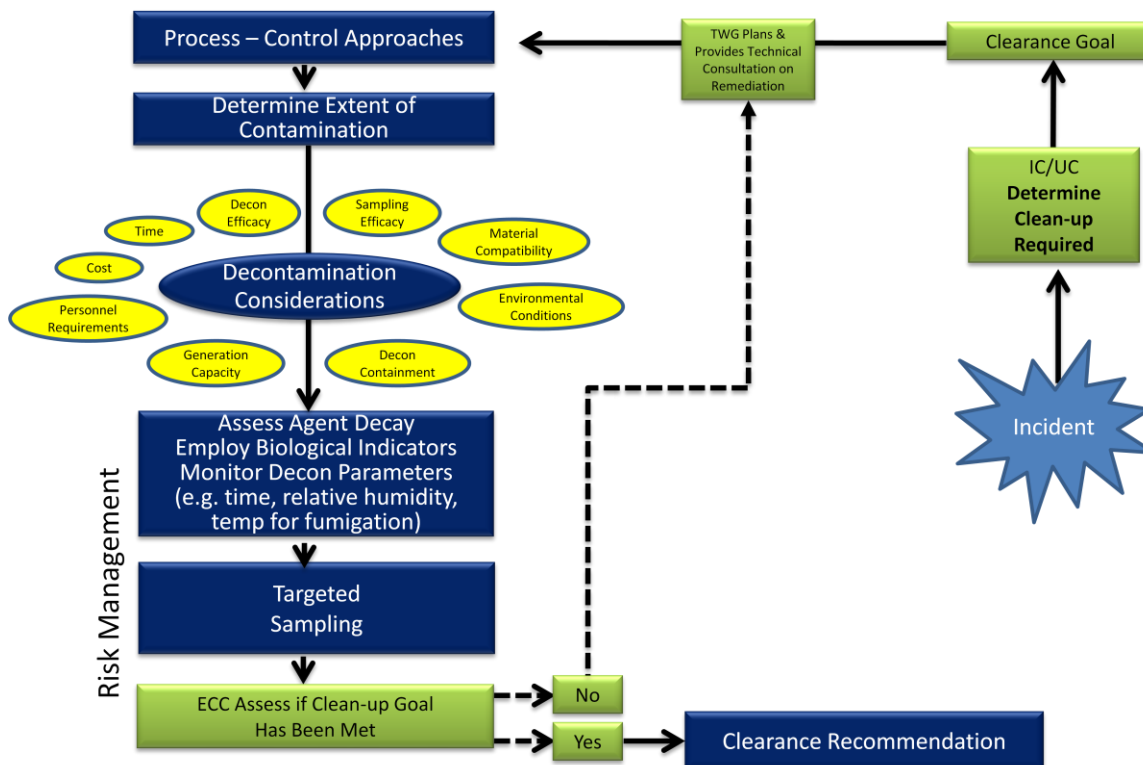 Process – Control Approaches
TWG Plans &
Provides Technical
Consultation on
Remediation
Clearance Goal
Determine Extent of
Contamination
IC/UC
Determine
Clean-up
Required
Decon
Efficacy
Sampling
Efficacy
Time
Material
Compatibility
Cost
Decontamination
Considerations
Personnel
Requirements
Environmental
Conditions
Generation
Capacity
Decon
Containment
Incident
Assess Agent Decay
Employ Biological Indicators
Monitor Decon Parameters
(e.g. time, relative humidity,
temp for fumigation)
Risk Management
Targeted
Sampling
ECC Assess if Clean-up Goal
Has Been Met
No
Yes
Clearance Recommendation